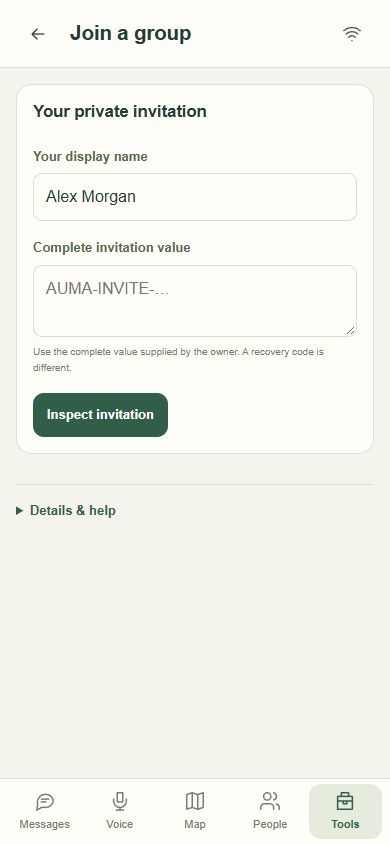 Join a group
Your private invitation
Your display name
Alex Morgan
Complete invitation value
AUMA-INVITE-...
Use the complete value supplied by the owner. A recovery code is
different.
Inspect invitation
Details & help
Messages
Voice
Map
People
Tools